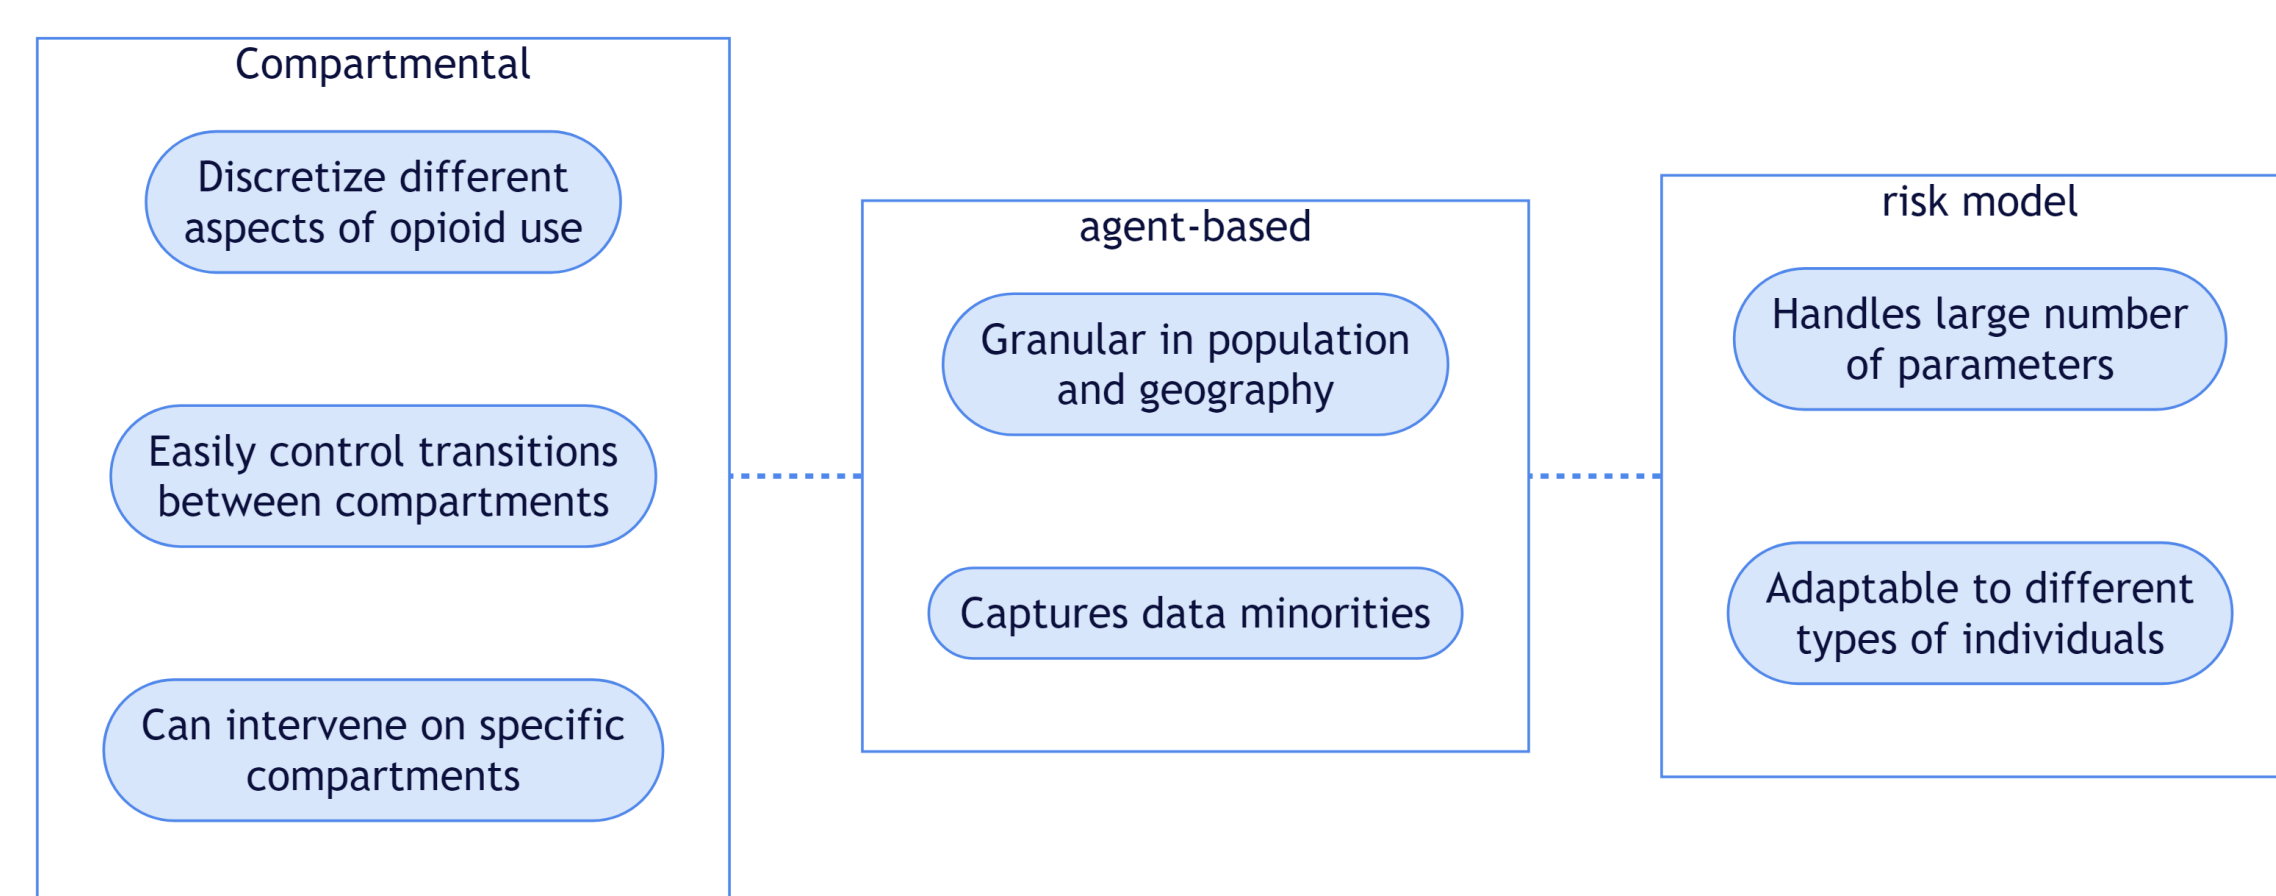 Compartmental
Discretize different
aspects of opioid use
Easily control transitions
between compartments
Can intervene on specific
compartments
agent-based
Granular in population
and geography
Captures data minorities
risk model
Handles large number
of parameters
Adaptable to different
types of individuals